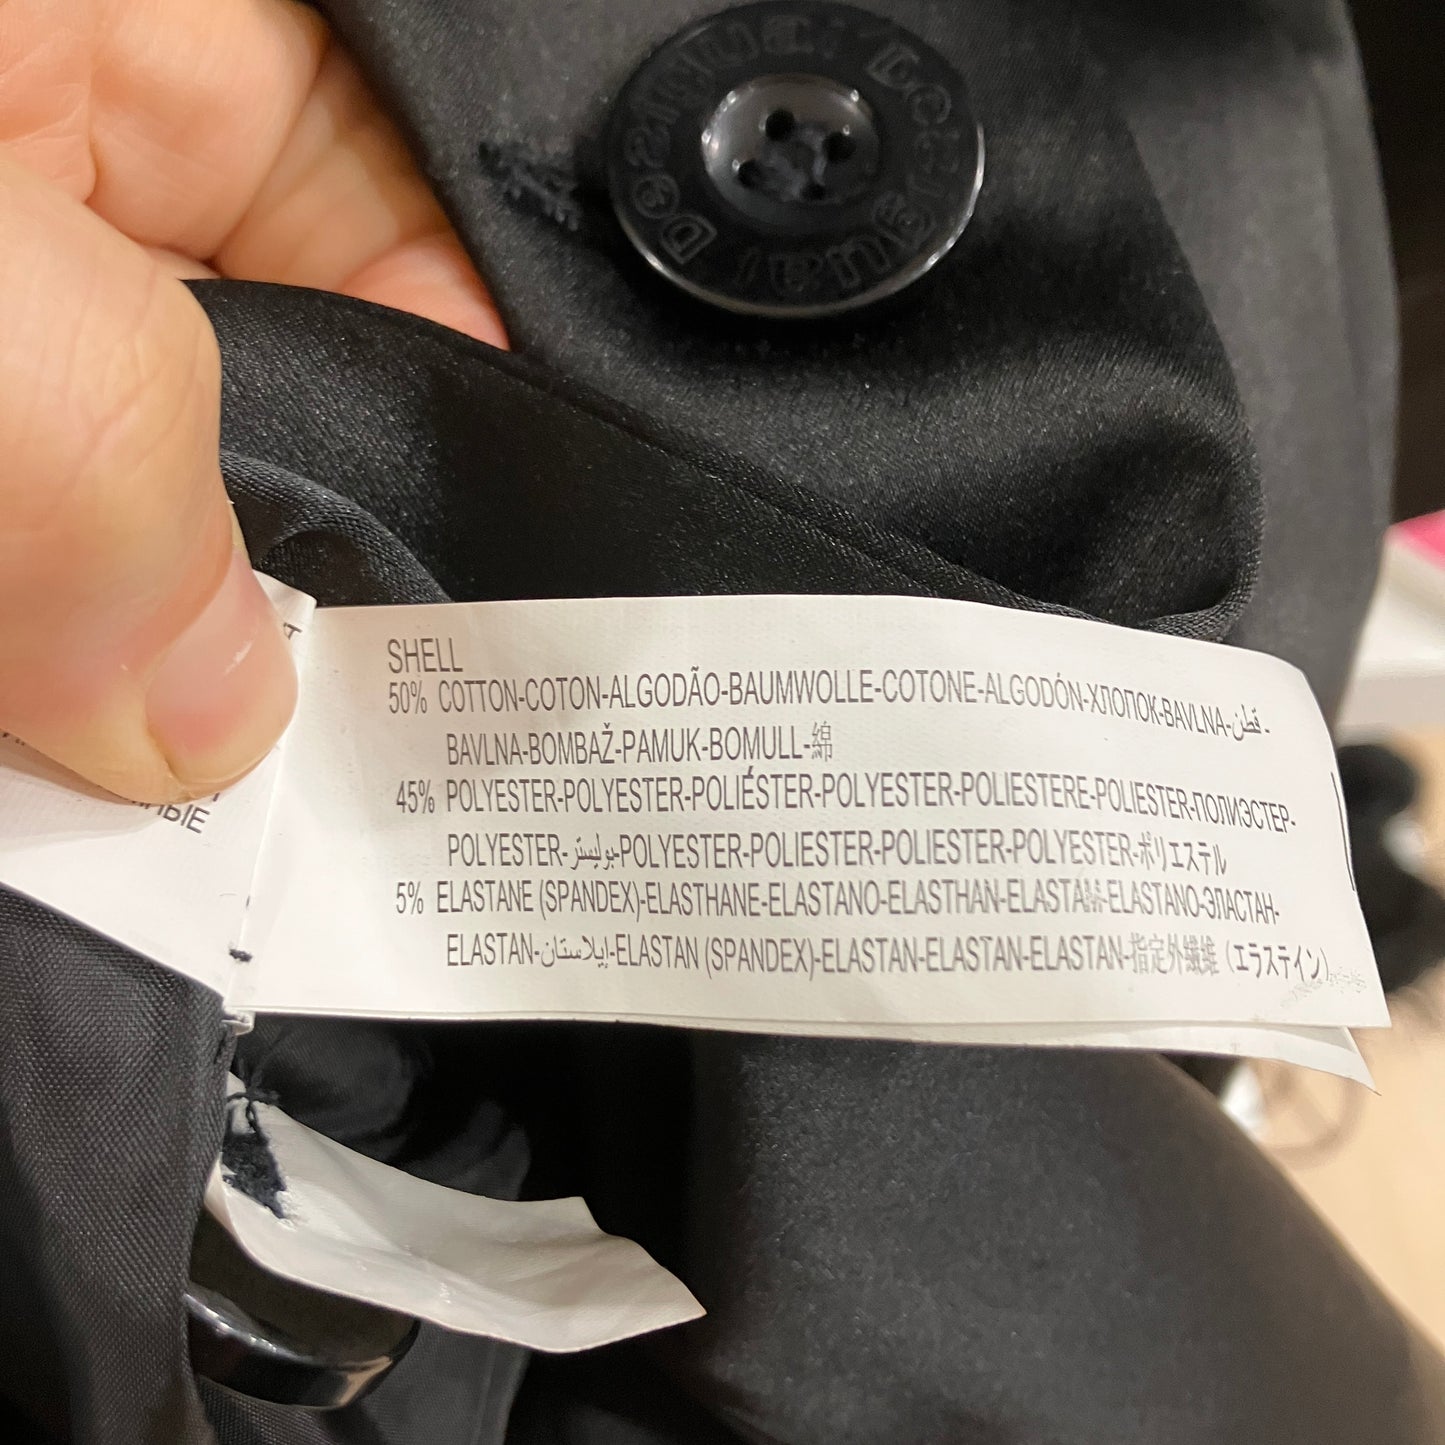 Desigual Desigual
SHELL
50% COTTON-COTON-ALGODÃO-BAUMWOLLE-COTONE-ALGODÓN-ХЛОПОК-BAVLNA-قطن-
BAVLNA-BOMBAŽ-PAMUK-BOMULL-綿
45% POLYESTER-POLYESTER-POLIÉSTER-POLYESTER-POLIESTERE-POLIESTER-ПОЛИЭСТЕР-
POLYESTER-بوليستر-POLYESTER-POLIESTER-POLIESTER-POLYESTER-ポリエステル
5% ELASTANE (SPANDEX)-ELASTHANE-ELASTANO-ELASTHAN-ELASTAM-ELASTANO-ЭЛАСТАН-
ELASTAN-إيلاستان-ELASTAN (SPANDEX)-ELASTAN-ELASTAN-ELASTAN-指定外繊維 (エラステイン)